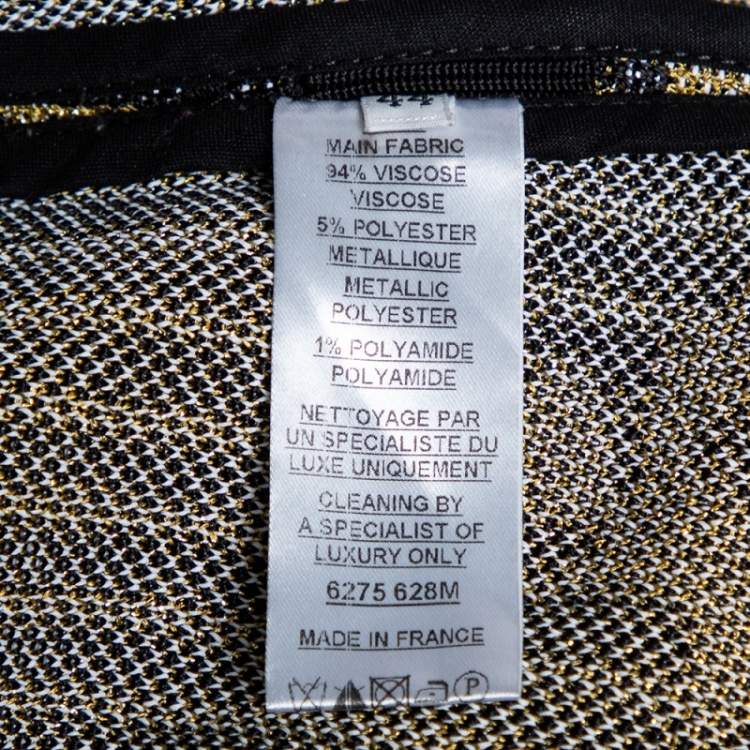 44
MAIN FABRIC
94% VISCOSE
VISCOSE
5% POLYESTER
METALLIQUE
METALLIC
POLYESTER
1% POLYAMIDE
POLYAMIDE
NETTOYAGE PAR
UN SPECIALISTE DU
LUXE UNIQUEMENT
CLEANING BY
A SPECIALIST OF
LUXURY ONLY
6275 628M
MADE IN FRANCE
P